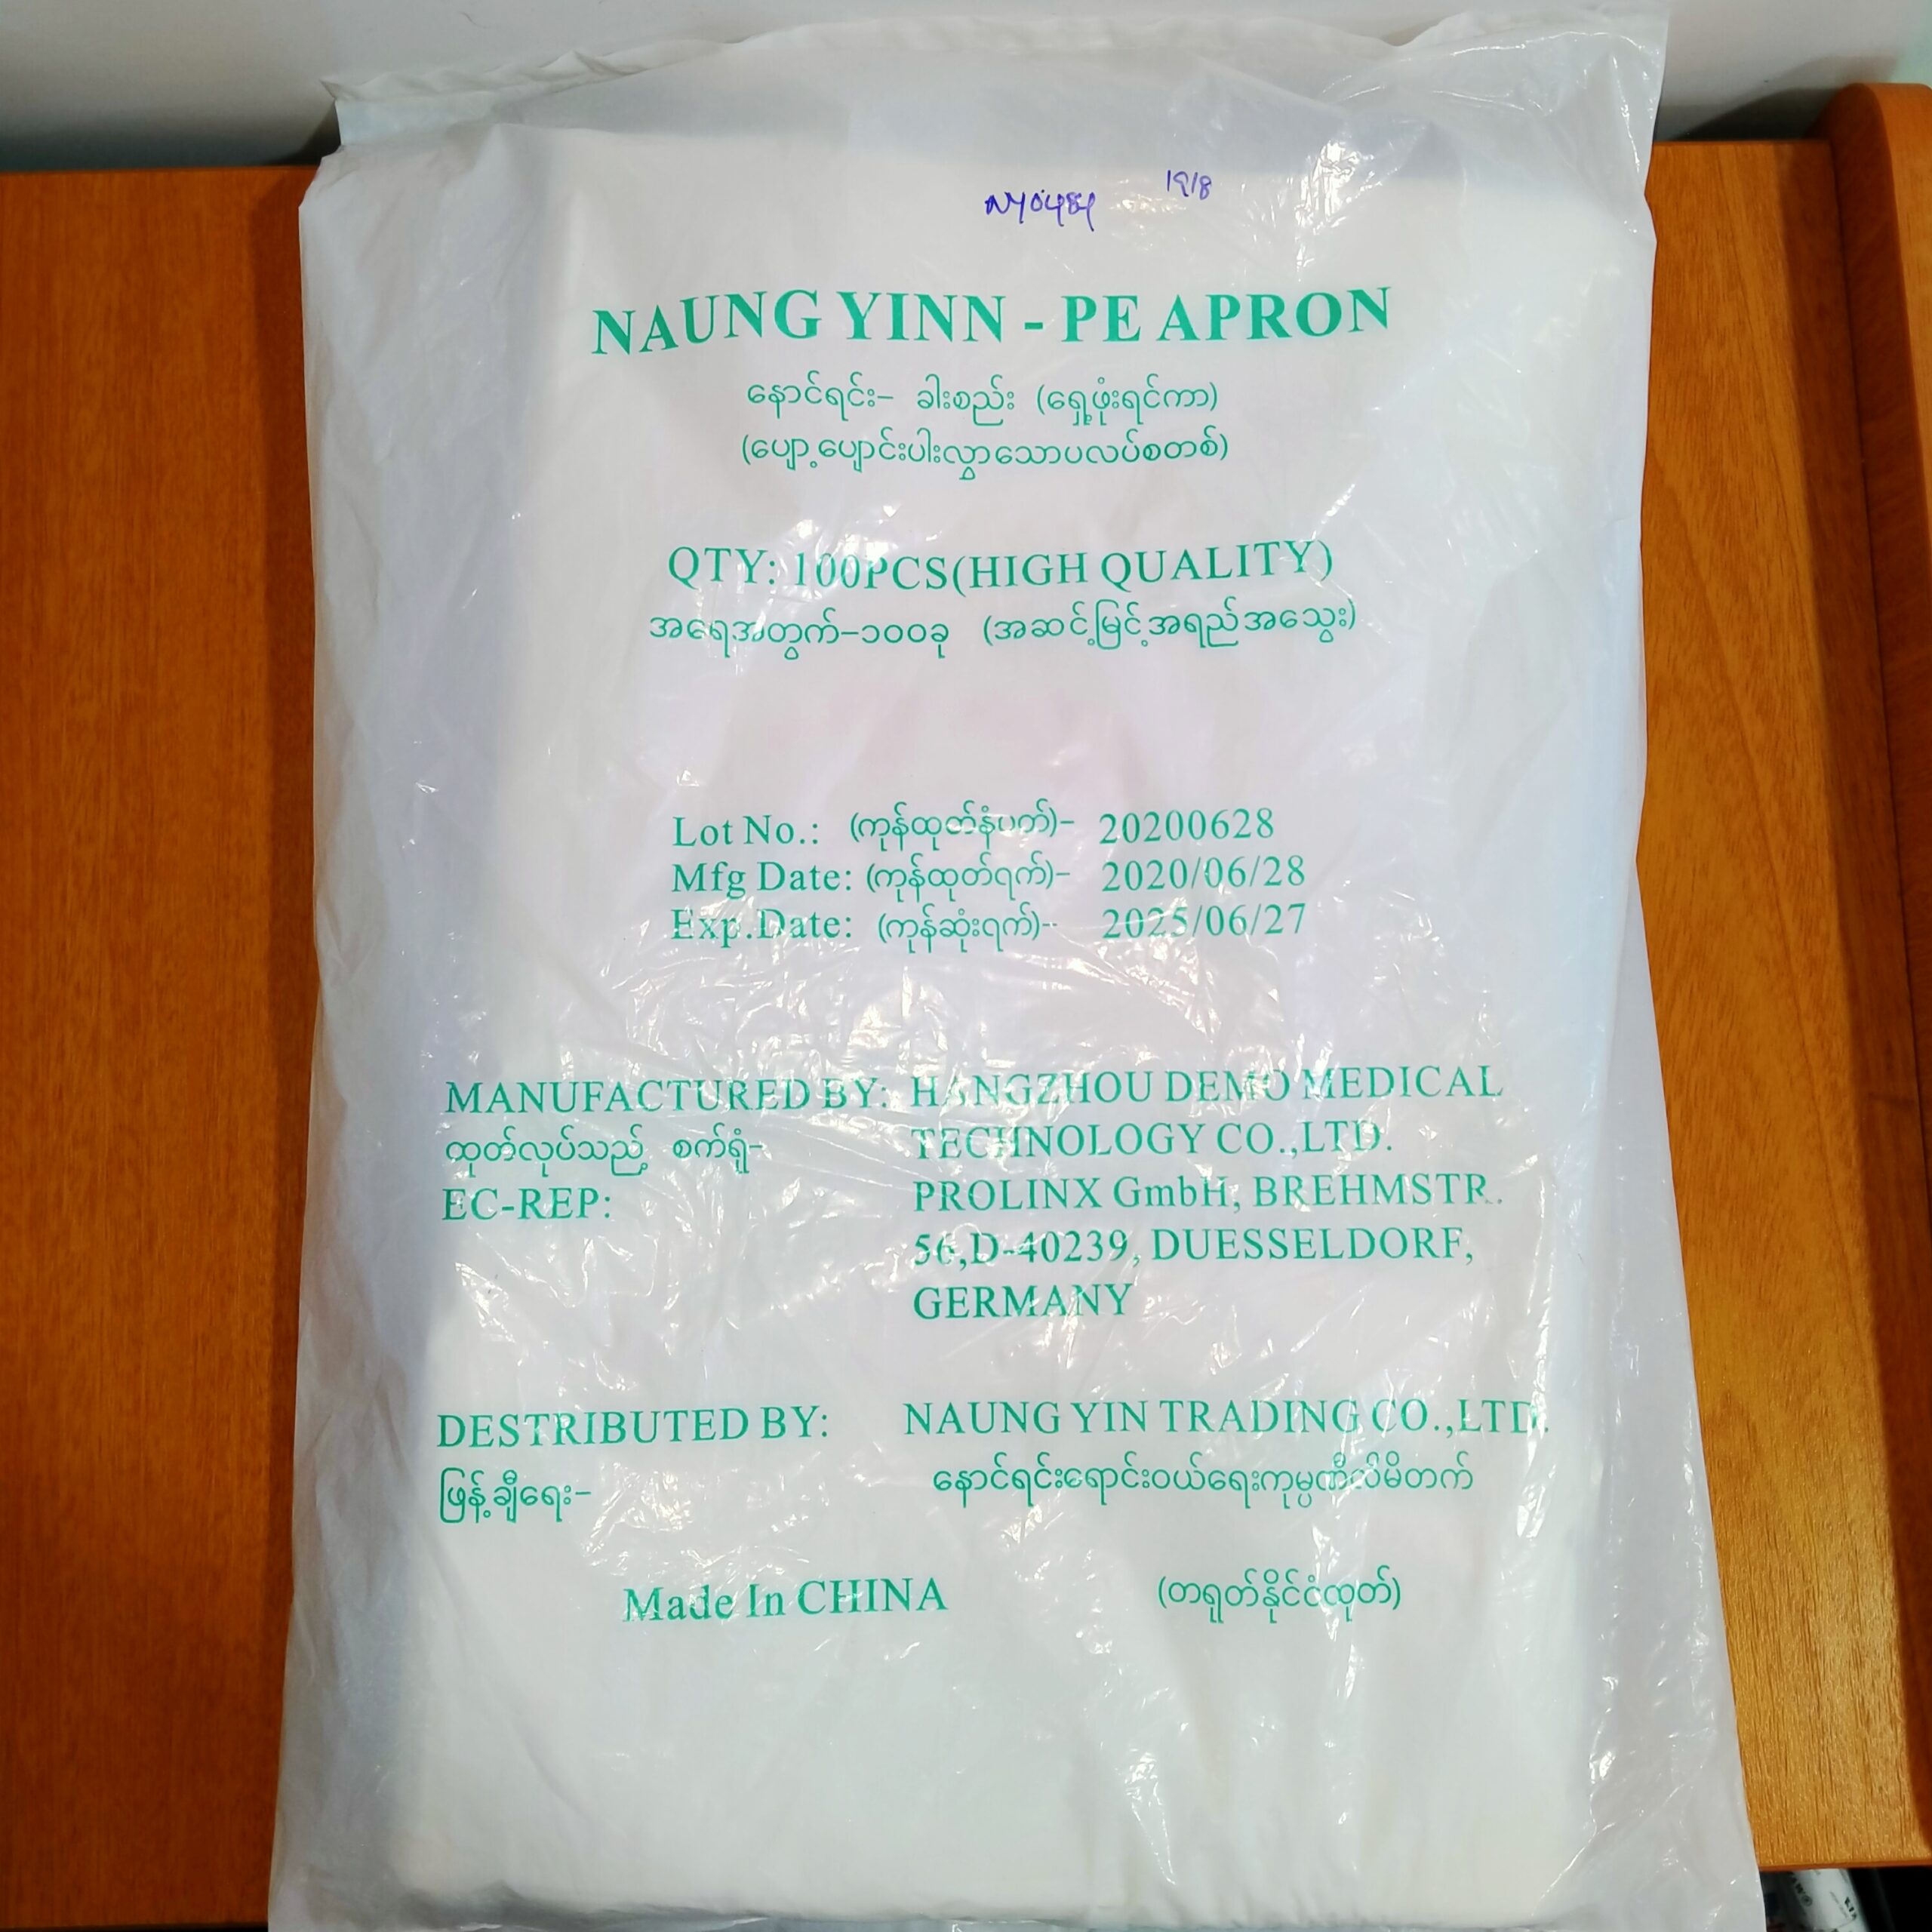 NAUNG YINN - PE APRON
နောင်ရင်း- ခါးစည်း (ရှေ့ဖုံးရင်ကာ)
(ပျော့ပျောင်းပါးလွှာသောပလပ်စတစ်)
QTY: 100PCS(HIGH QUALITY)
အရေအတွက်-၁၀၀ခု (အဆင့်မြင့်အရည်အသွေး)
Lot No.: (ကုန်ထုတ်နံပတ်)- 20200628
Mfg Date: (ကုန်ထုတ်ရက်)- 2020/06/28
Exp.Date: (ကုန်ဆုံးရက်)-- 2025/06/27
MANUFACTURED BY: HANGZHOU DEMO MEDICAL
ထုတ်လုပ်သည့် စက်ရုံ- TECHNOLOGY CO.,LTD.
EC-REP: PROLINX GmbH, BREHMSTR.
56,D-40239, DUESSELDORF,
GERMANY
DESTRIBUTED BY: NAUNG YIN TRADING CO.,LTD.
ဖြန့်ချီရေး- နောင်ရင်းရောင်းဝယ်ရေးကုမ္ပဏီလိမိတက်
Made In CHINA (တရုတ်နိုင်ငံထုတ်)